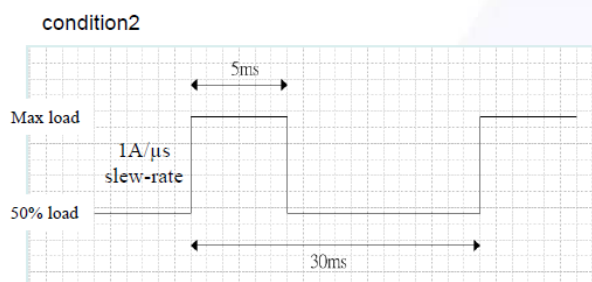 condition2
5ms
Max load
1A/µs
slew-rate
50% load
30ms